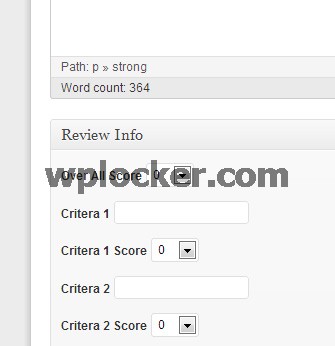 Path: p » strong
Word count: 364
Review Info
Over All Score 0
wplocker.com
Critera 1
Critera 1 Score 0
Critera 2
Critera 2 Score 0